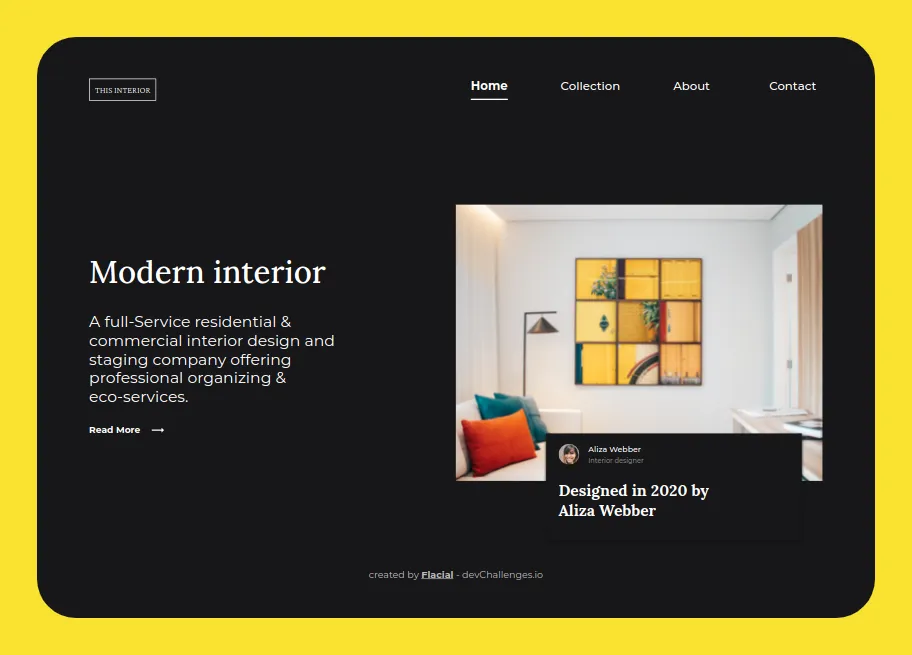 THIS INTERIOR
Home
Collection
About
Contact
Modern interior
A full-Service residential &
commercial interior design and
staging company offering
professional organizing &
eco-services.
Read More
Aliza Webber
Interior designer
Designed in 2020 by
Aliza Webber
created by Flacial - devChallenges.io